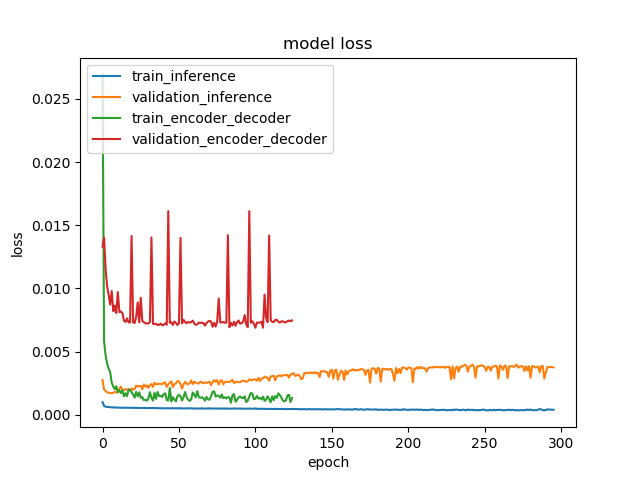 model loss
train_inference
validation_inference
train_encoder_decoder
validation_encoder_decoder
loss
0.025
0.020
0.015
0.010
0.005
0.000
0 50 100 150 200 250 300
epoch